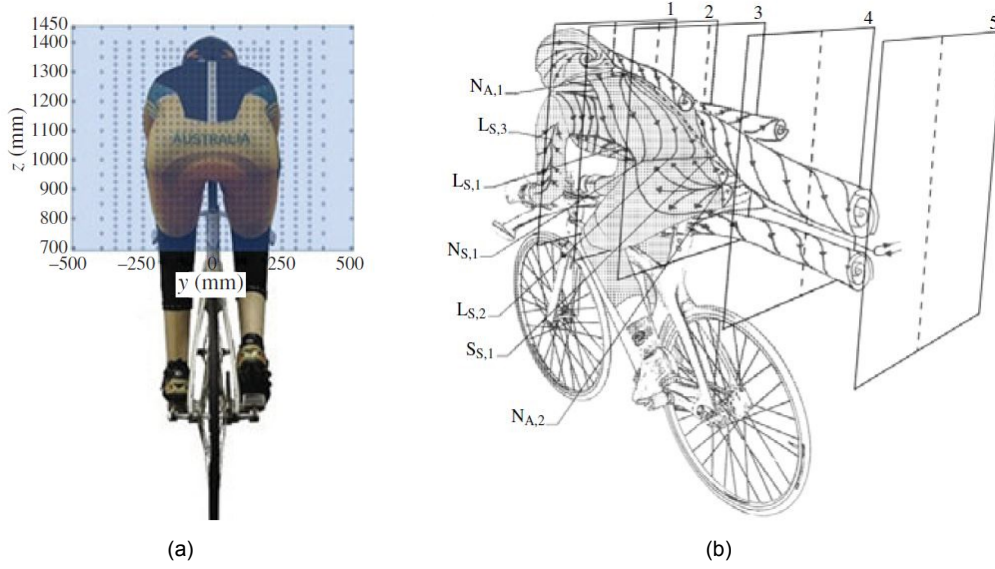 1450
1400
1300
1200
1100
1000
900
800
700
z (mm)
AUSTRALIA
–500
–250
0
250
500
y (mm)
(a)
1
2
3
4
5
N_A,1
L_S,3
L_S,1
N_S,1
L_S,2
S_S,1
N_A,2
(b)